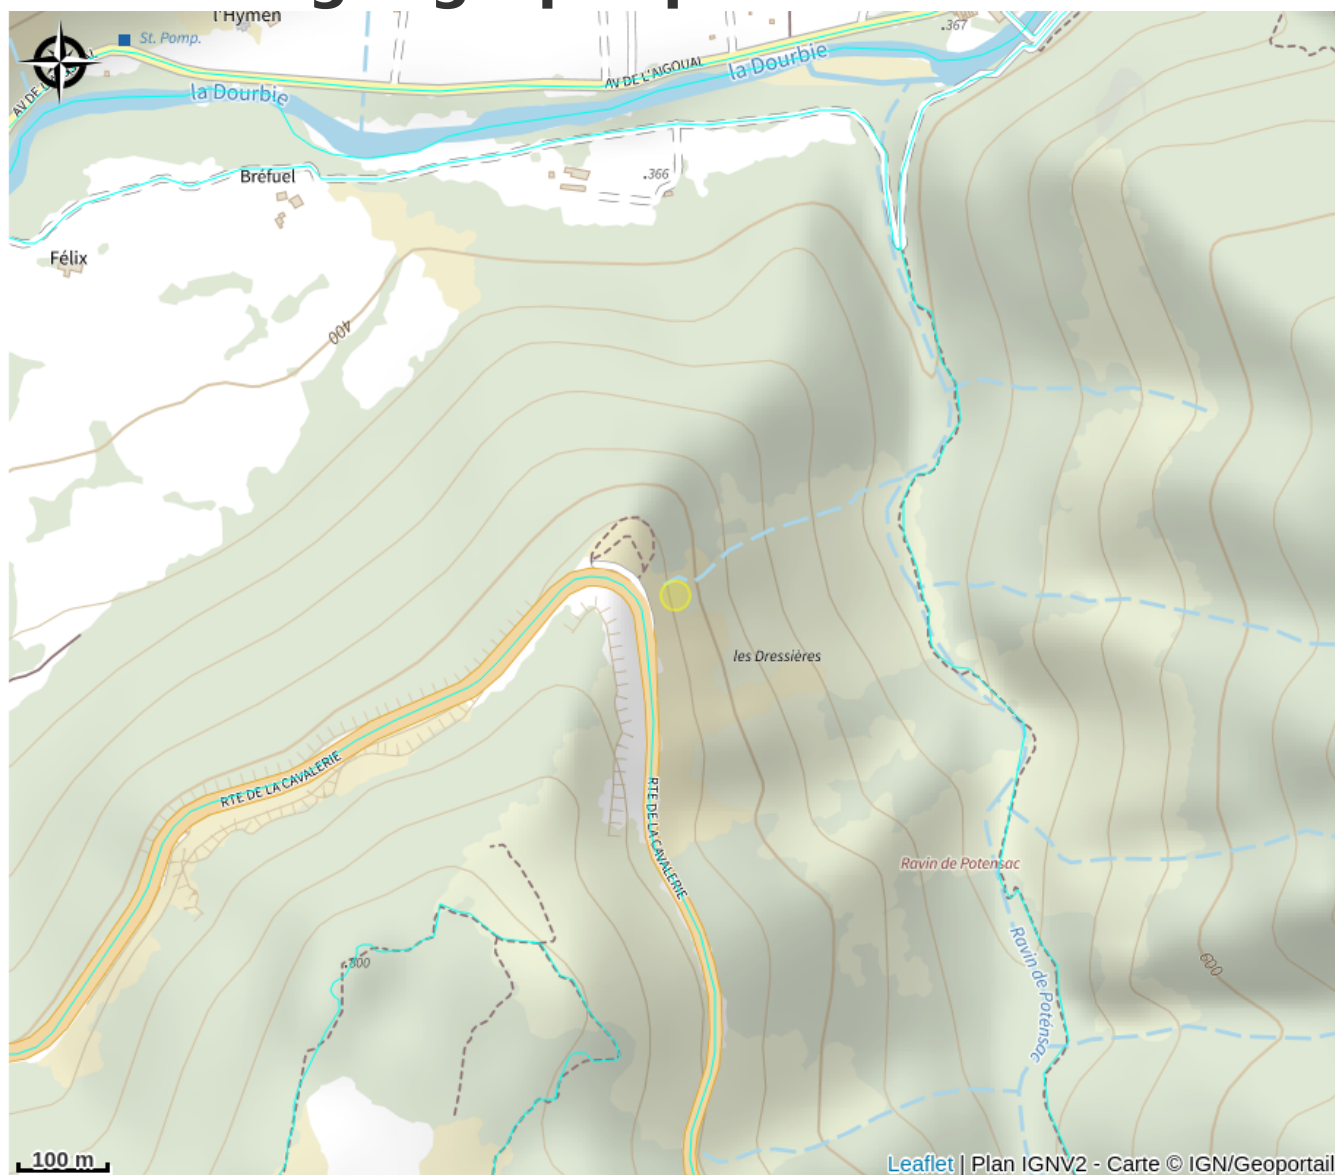 l'Hymen
St. Pomp.
.367
AV DE L'AIGOUAL
la Dourbie
AV DE L
la Dourbie
Bréfuel
.366
Félix
400
les Dressières
RTE DE LA CAVALERIE
RTE DE LA CAVALERIE
Ravin de Potensac
Ravin de Poténsac
600
100 m
Leaflet | Plan IGNV2 - Carte © IGN/Geoportail